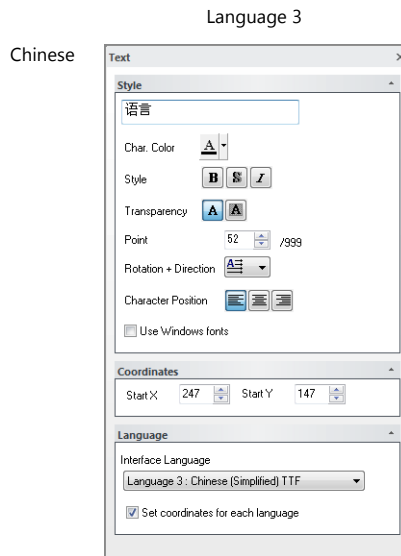 Language 3
Chinese
Text
Style
语言
Char. Color A
Style B S I
Transparency A A
Point 52 /999
Rotation + Direction A
Character Position
Use Windows fonts
Coordinates
Start X 247 Start Y 147
Language
Interface Language
Language 3 : Chinese (Simplified) TTF
Set coordinates for each language